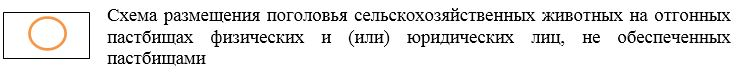 Схема размещения поголовья сельскохозяйственных животных на отгонных
пастбищах физических и (или) юридических лиц, не обеспеченных
пастбищами